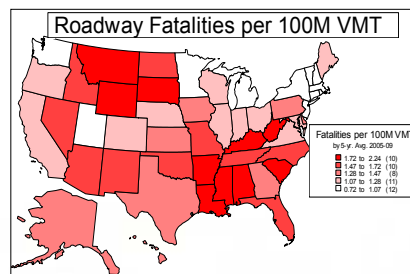 Roadway Fatalities per 100M VMT
Fatalities per 100M VMT
by 5-yr. Avg. 2005-09
1.72 to 2.24 (10)
1.47 to 1.72 (10)
1.28 to 1.47 (8)
1.07 to 1.28 (11)
0.72 to 1.07 (12)